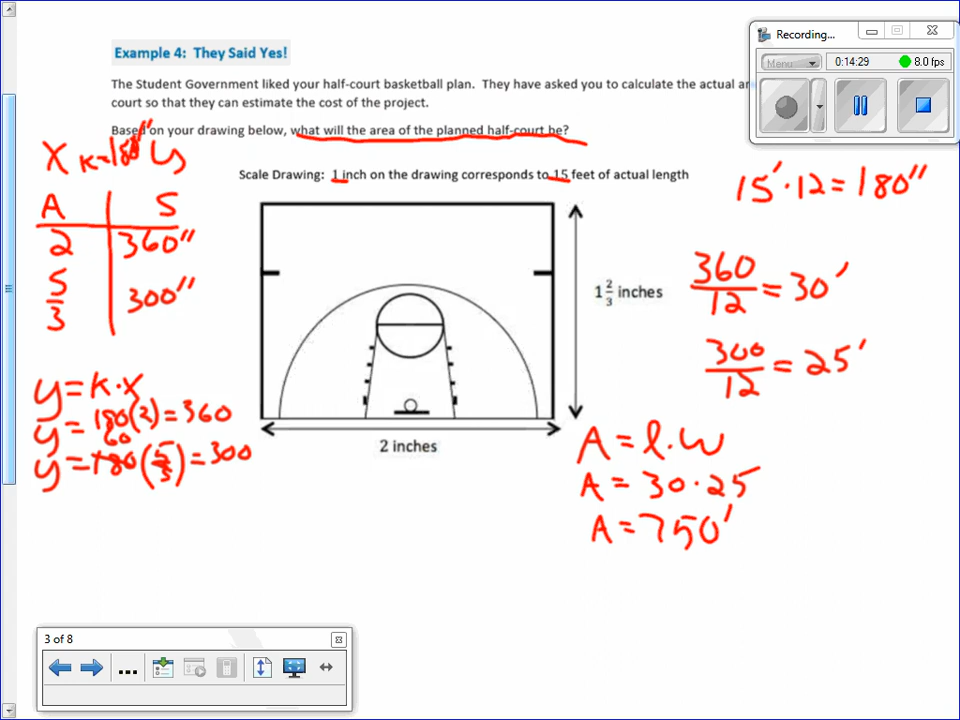 Example 4: They Said Yes!
Recording...
Menu
0:14:29
8.0 fps
The Student Government liked your half-court basketball plan. They have asked you to calculate the actual ar
court so that they can estimate the cost of the project.
Based on your drawing below, what will the area of the planned half-court be?
Scale Drawing: 1 inch on the drawing corresponds to 15 feet of actual length
X K=180" y
A S
2 360"
5/3 300"
y = K·X
y = 180(2) = 360
60
y = 180(5/3) = 300
1 2/3 inches
2 inches
15'·12 = 180"
360/12 = 30'
300/12 = 25'
A = l·w
A = 30·25
A = 750'
3 of 8